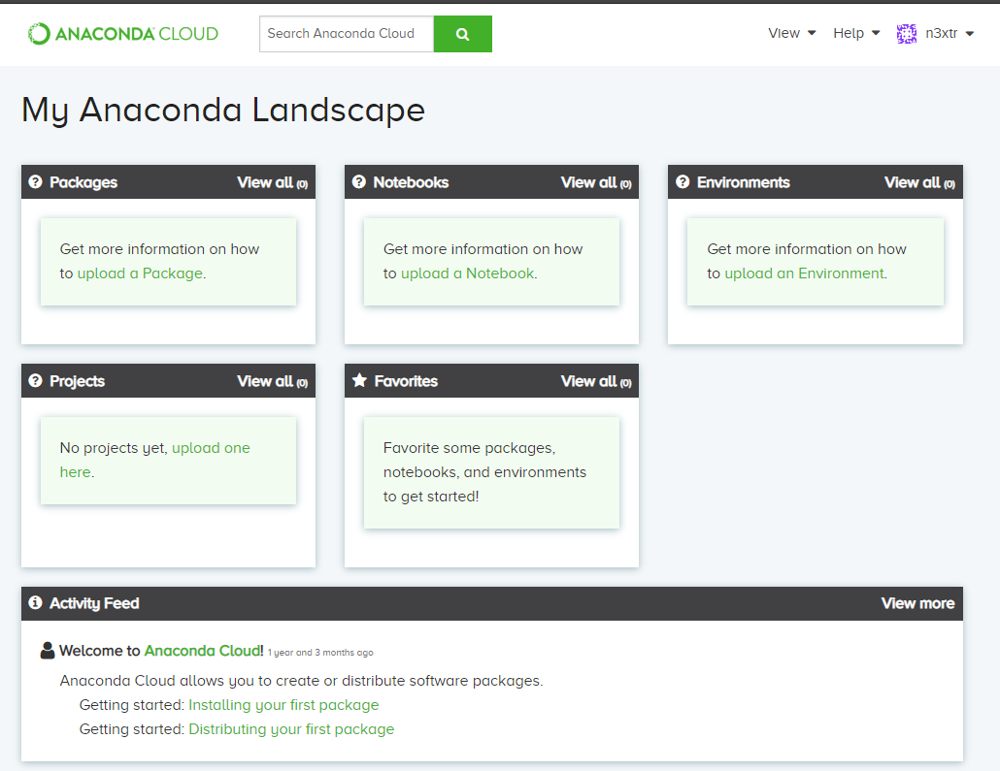 ANACONDA CLOUD
Search Anaconda Cloud
View
Help
n3xtr
My Anaconda Landscape
Packages View all (0)
Get more information on how
to upload a Package.
Notebooks View all (0)
Get more information on how
to upload a Notebook.
Environments View all (0)
Get more information on how
to upload an Environment.
Projects View all (0)
No projects yet, upload one
here.
Favorites View all (0)
Favorite some packages,
notebooks, and environments
to get started!
Activity Feed View more
Welcome to Anaconda Cloud! 1 year and 3 months ago
Anaconda Cloud allows you to create or distribute software packages.
Getting started: Installing your first package
Getting started: Distributing your first package